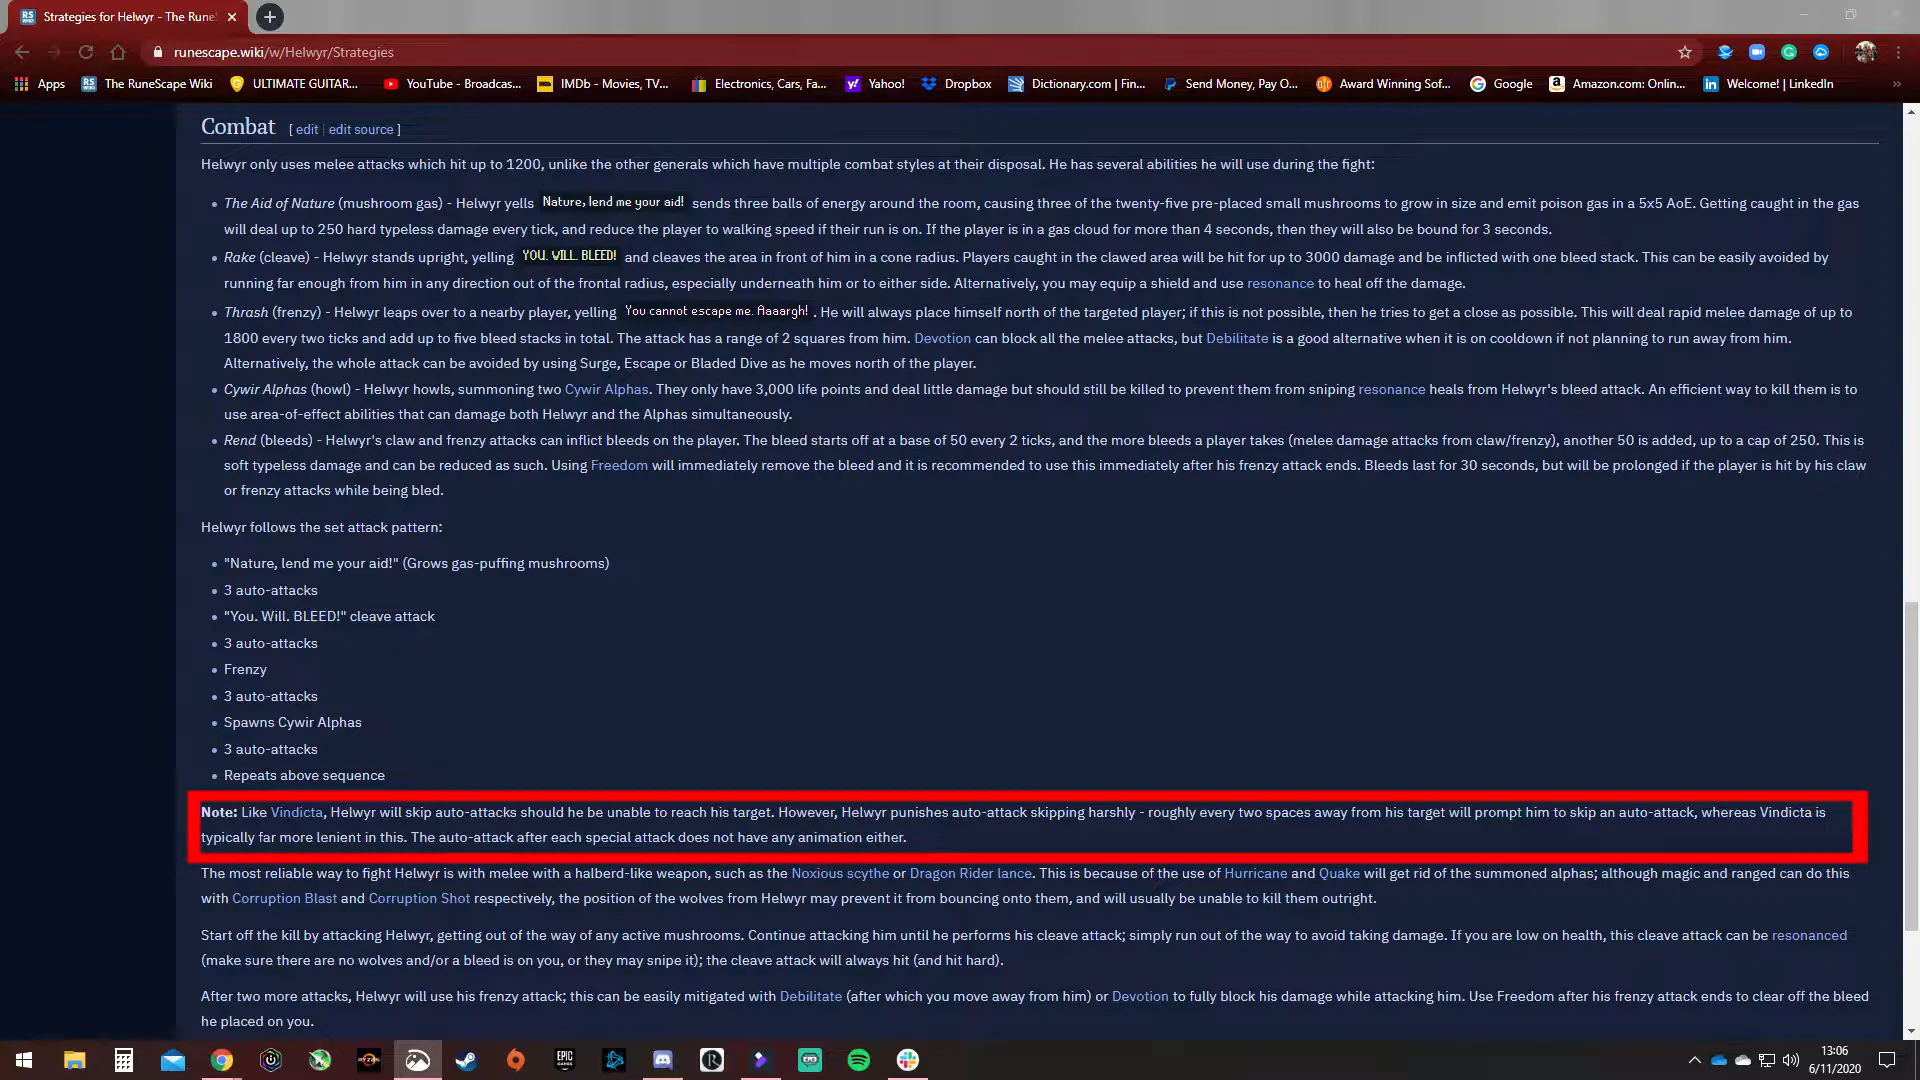 Strategies for Helwyr - The Rune
runescape.wiki/w/Helwyr/Strategies
Apps The RuneScape Wiki ULTIMATE GUITAR... YouTube - Broadcas... IMDb - Movies, TV... Electronics, Cars, Fa... Yahoo! Dropbox Dictionary.com | Fin... Send Money, Pay O... Award Winning Sof... Google Amazon.com: Onlin... Welcome! | LinkedIn »
Combat [ edit | edit source ]
Helwyr only uses melee attacks which hit up to 1200, unlike the other generals which have multiple combat styles at their disposal. He has several abilities he will use during the fight:
• The Aid of Nature (mushroom gas) - Helwyr yells Nature, lend me your aid! sends three balls of energy around the room, causing three of the twenty-five pre-placed small mushrooms to grow in size and emit poison gas in a 5x5 AoE. Getting caught in the gas
will deal up to 250 hard typeless damage every tick, and reduce the player to walking speed if their run is on. If the player is in a gas cloud for more than 4 seconds, then they will also be bound for 3 seconds.
• Rake (cleave) - Helwyr stands upright, yelling YOU. WILL. BLEED! and cleaves the area in front of him in a cone radius. Players caught in the clawed area will be hit for up to 3000 damage and be inflicted with one bleed stack. This can be easily avoided by
running far enough from him in any direction out of the frontal radius, especially underneath him or to either side. Alternatively, you may equip a shield and use resonance to heal off the damage.
• Thrash (frenzy) - Helwyr leaps over to a nearby player, yelling You cannot escape me. Aaaargh! . He will always place himself north of the targeted player; if this is not possible, then he tries to get a close as possible. This will deal rapid melee damage of up to
1800 every two ticks and add up to five bleed stacks in total. The attack has a range of 2 squares from him. Devotion can block all the melee attacks, but Debilitate is a good alternative when it is on cooldown if not planning to run away from him.
Alternatively, the whole attack can be avoided by using Surge, Escape or Bladed Dive as he moves north of the player.
• Cywir Alphas (howl) - Helwyr howls, summoning two Cywir Alphas. They only have 3,000 life points and deal little damage but should still be killed to prevent them from sniping resonance heals from Helwyr's bleed attack. An efficient way to kill them is to
use area-of-effect abilities that can damage both Helwyr and the Alphas simultaneously.
• Rend (bleeds) - Helwyr's claw and frenzy attacks can inflict bleeds on the player. The bleed starts off at a base of 50 every 2 ticks, and the more bleeds a player takes (melee damage attacks from claw/frenzy), another 50 is added, up to a cap of 250. This is
soft typeless damage and can be reduced as such. Using Freedom will immediately remove the bleed and it is recommended to use this immediately after his frenzy attack ends. Bleeds last for 30 seconds, but will be prolonged if the player is hit by his claw
or frenzy attacks while being bled.
Helwyr follows the set attack pattern:
• "Nature, lend me your aid!" (Grows gas-puffing mushrooms)
• 3 auto-attacks
• "You. Will. BLEED!" cleave attack
• 3 auto-attacks
• Frenzy
• 3 auto-attacks
• Spawns Cywir Alphas
• 3 auto-attacks
• Repeats above sequence
Note: Like Vindicta, Helwyr will skip auto-attacks should he be unable to reach his target. However, Helwyr punishes auto-attack skipping harshly - roughly every two spaces away from his target will prompt him to skip an auto-attack, whereas Vindicta is
typically far more lenient in this. The auto-attack after each special attack does not have any animation either.
The most reliable way to fight Helwyr is with melee with a halberd-like weapon, such as the Noxious scythe or Dragon Rider lance. This is because of the use of Hurricane and Quake will get rid of the summoned alphas; although magic and ranged can do this
with Corruption Blast and Corruption Shot respectively, the position of the wolves from Helwyr may prevent it from bouncing onto them, and will usually be unable to kill them outright.
Start off the kill by attacking Helwyr, getting out of the way of any active mushrooms. Continue attacking him until he performs his cleave attack; simply run out of the way to avoid taking damage. If you are low on health, this cleave attack can be resonanced
(make sure there are no wolves and/or a bleed is on you, or they may snipe it); the cleave attack will always hit (and hit hard).
After two more attacks, Helwyr will use his frenzy attack; this can be easily mitigated with Debilitate (after which you move away from him) or Devotion to fully block his damage while attacking him. Use Freedom after his frenzy attack ends to clear off the bleed
he placed on you.
13:06
6/11/2020